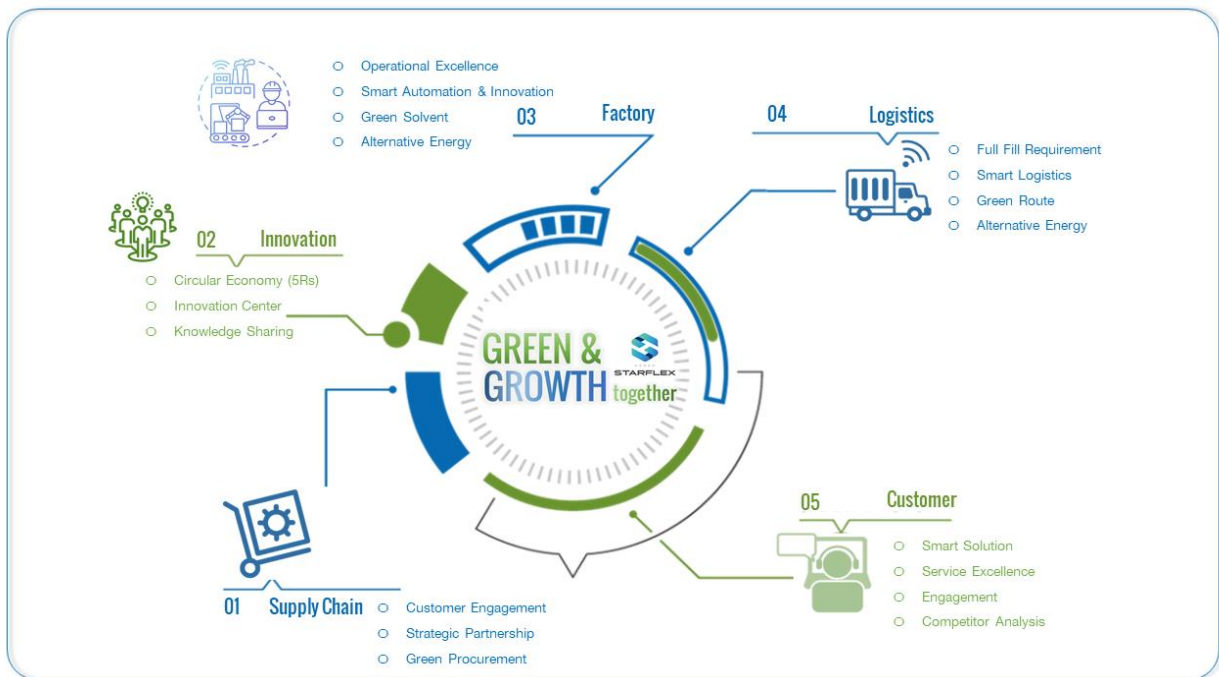 Operational Excellence
Smart Automation & Innovation
Green Solvent
Alternative Energy
03 Factory
04 Logistics
Full Fill Requirement
Smart Logistics
Green Route
Alternative Energy
02 Innovation
Circular Economy (5Rs)
Innovation Center
Knowledge Sharing
GREEN &
STARFLEX
GROWTH together
05 Customer
Smart Solution
Service Excellence
Engagement
Competitor Analysis
01 Supply Chain
Customer Engagement
Strategic Partnership
Green Procurement